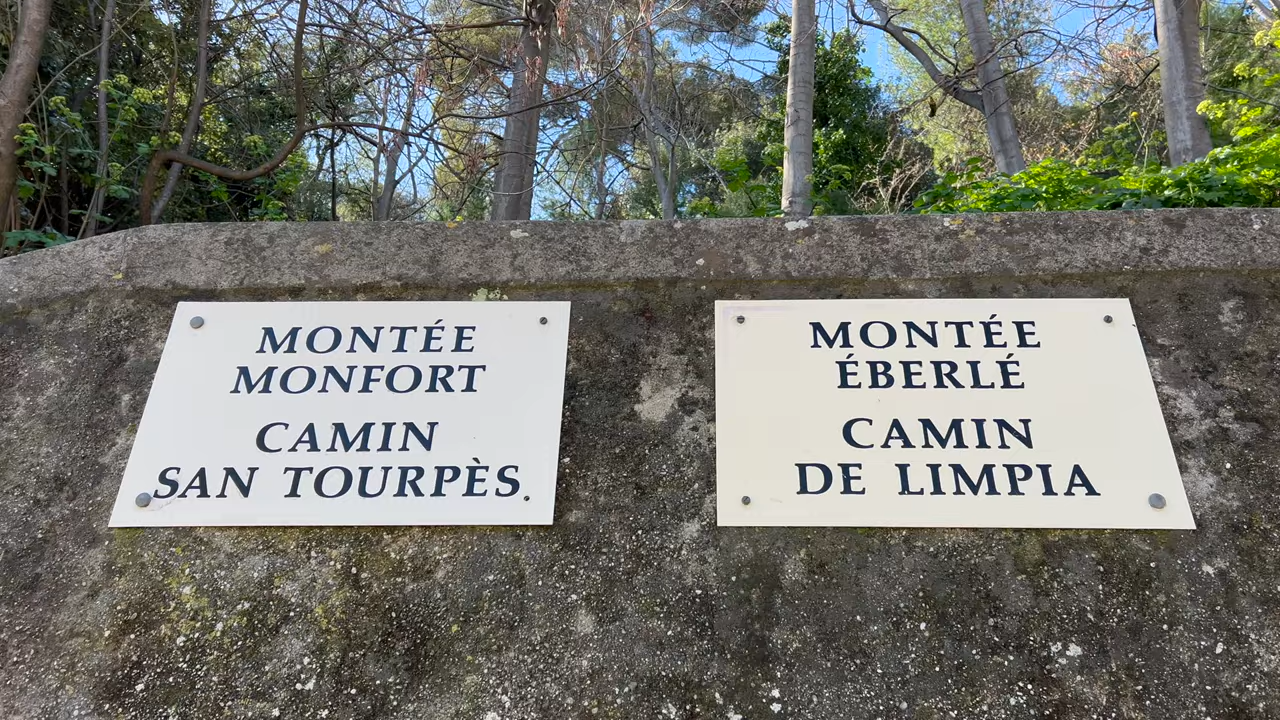 MONTÉE
MONFORT
CAMIN
SAN TOURPÈS
MONTÉE
ÉBERLÉ
CAMIN
DE LIMPIA